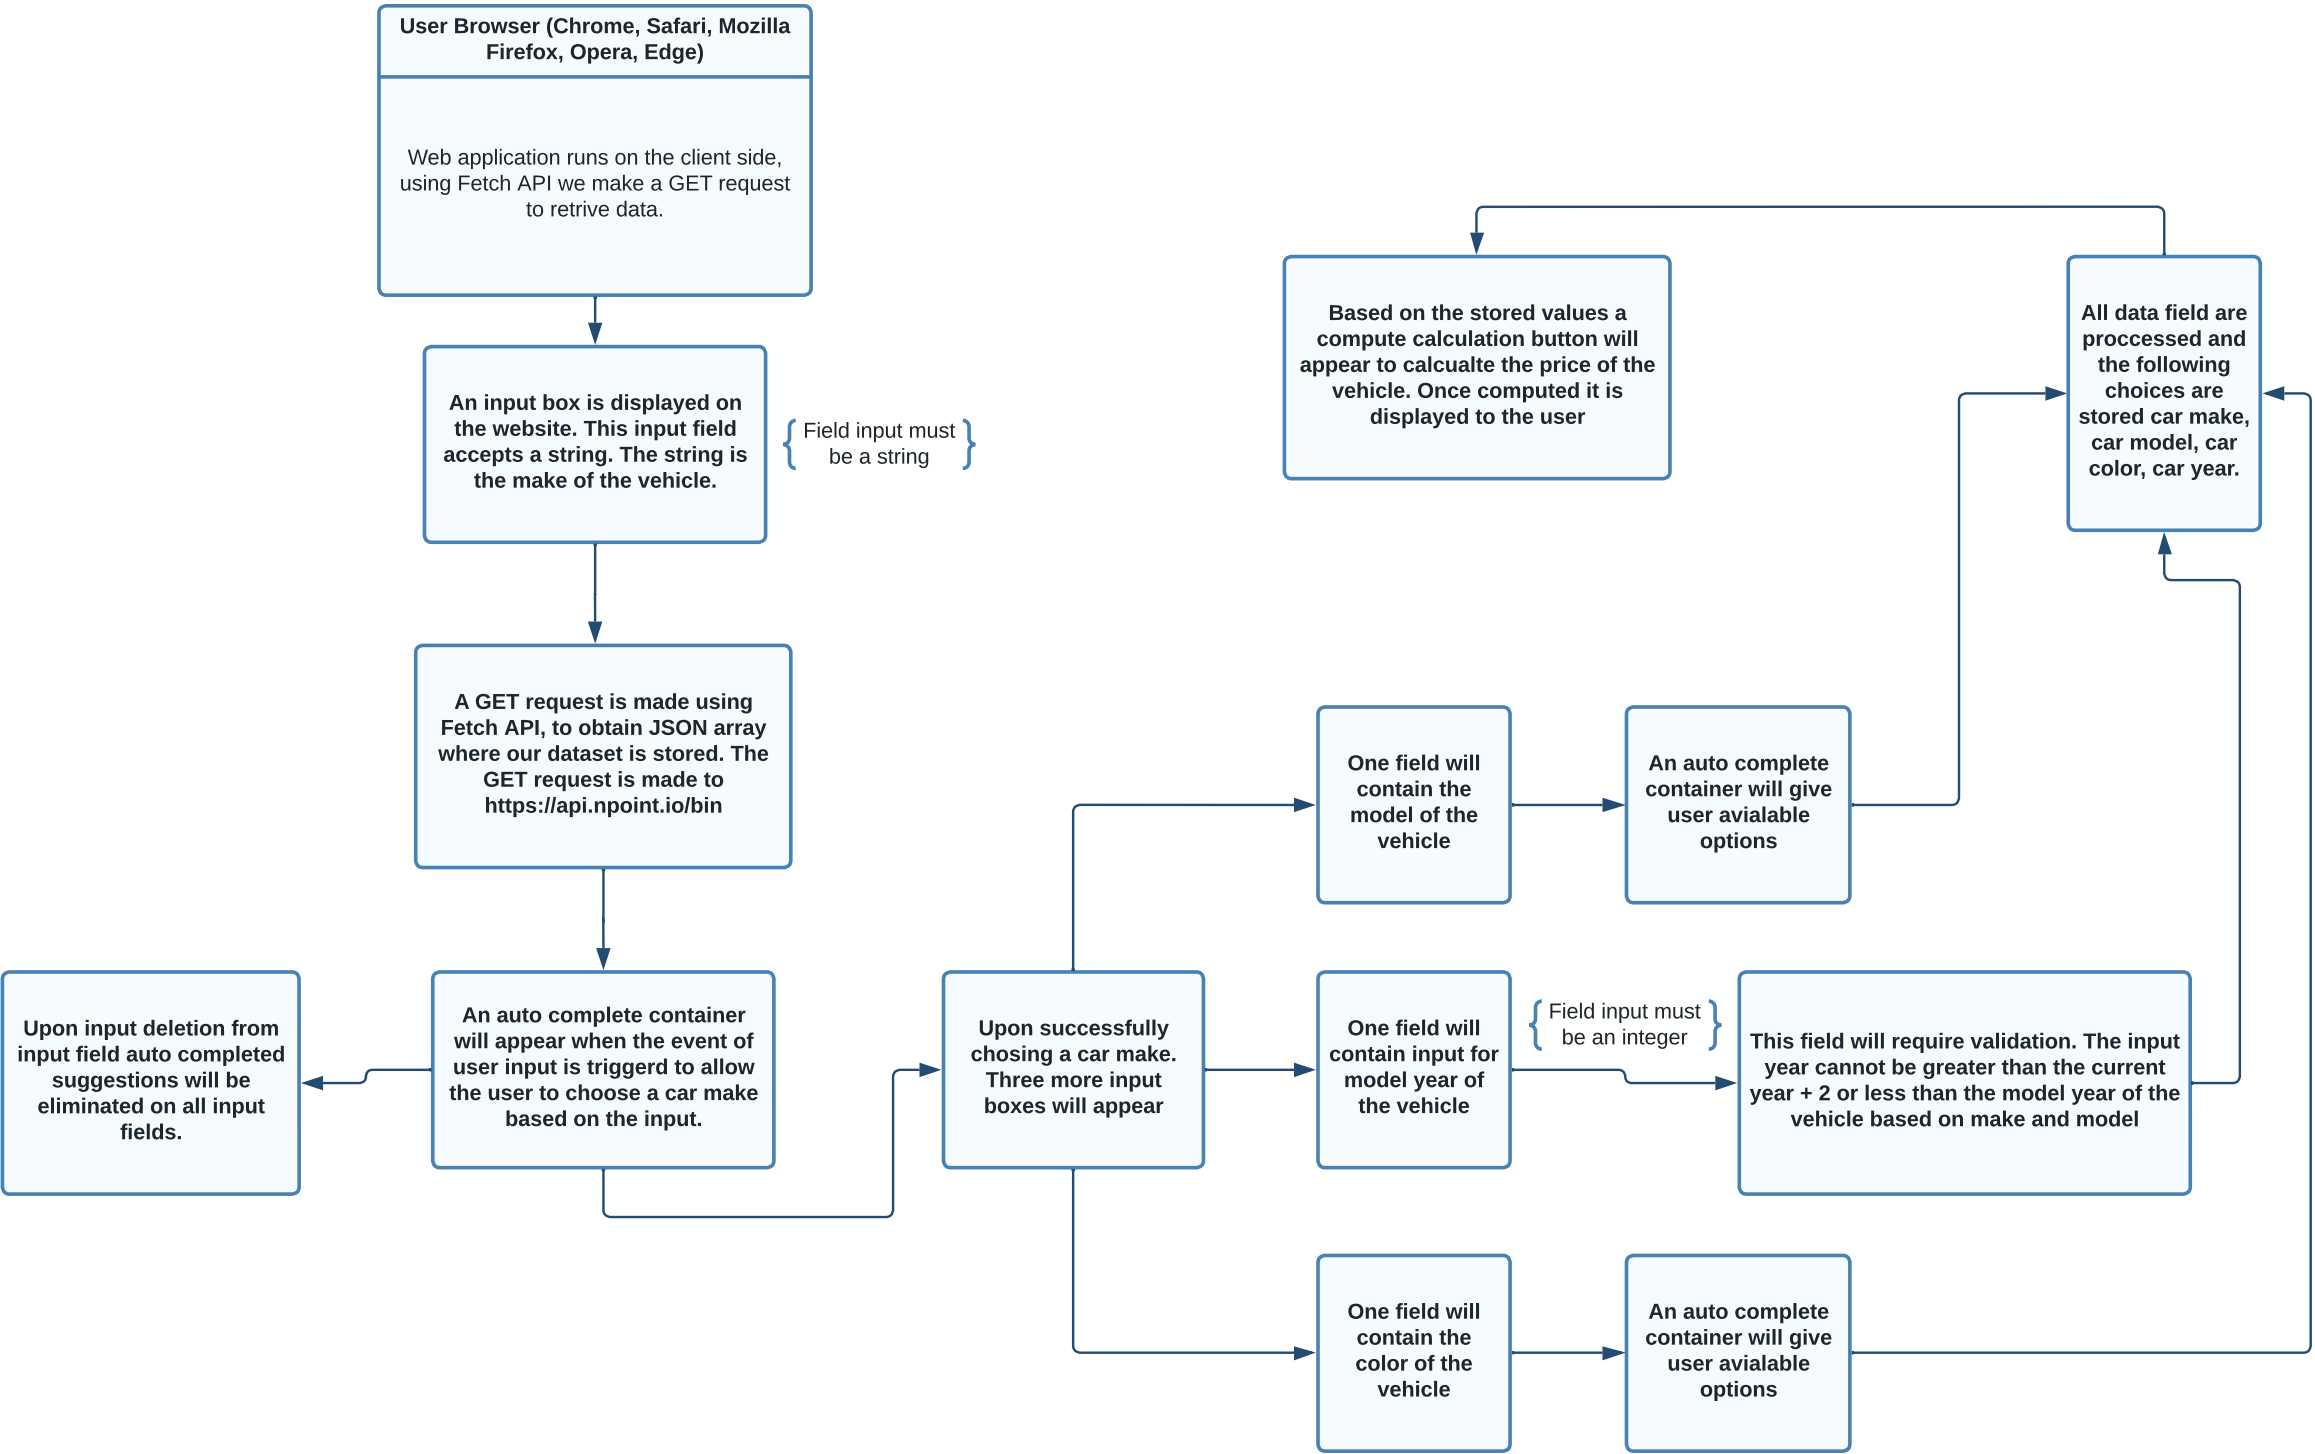 User Browser (Chrome, Safari, Mozilla
Firefox, Opera, Edge)
Web application runs on the client side,
using Fetch API we make a GET request
to retrive data.
An input box is displayed on
the website. This input field
accepts a string. The string is
the make of the vehicle.
Field input must
be a string
A GET request is made using
Fetch API, to obtain JSON array
where our dataset is stored. The
GET request is made to
https://api.npoint.io/bin
An auto complete container
will appear when the event of
user input is triggerd to allow
the user to choose a car make
based on the input.
Upon input deletion from
input field auto completed
suggestions will be
eliminated on all input
fields.
Upon successfully
chosing a car make.
Three more input
boxes will appear
One field will
contain the
model of the
vehicle
An auto complete
container will give
user avialable
options
One field will
contain input for
model year of
the vehicle
Field input must
be an integer
This field will require validation. The input
year cannot be greater than the current
year + 2 or less than the model year of the
vehicle based on make and model
One field will
contain the
color of the
vehicle
An auto complete
container will give
user avialable
options
All data field are
proccessed and
the following
choices are
stored car make,
car model, car
color, car year.
Based on the stored values a
compute calculation button will
appear to calcualte the price of the
vehicle. Once computed it is
displayed to the user